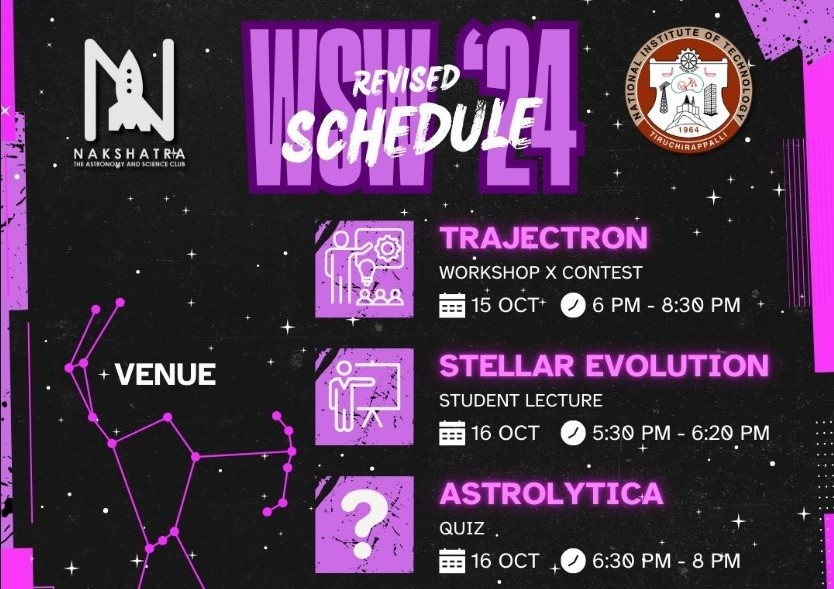 WSW '24
REVISED
SCHEDULE
NAKSHATRA
THE ASTRONOMY AND SCIENCE CLUB
NATIONAL INSTITUTE OF TECHNOLOGY
1964
TIRUCHIRAPPALLI
TRAJECTRON
WORKSHOP X CONTEST
15 OCT 6 PM - 8:30 PM
VENUE
STELLAR EVOLUTION
STUDENT LECTURE
16 OCT 5:30 PM - 6:20 PM
ASTROLYTICA
QUIZ
16 OCT 6:30 PM - 8 PM